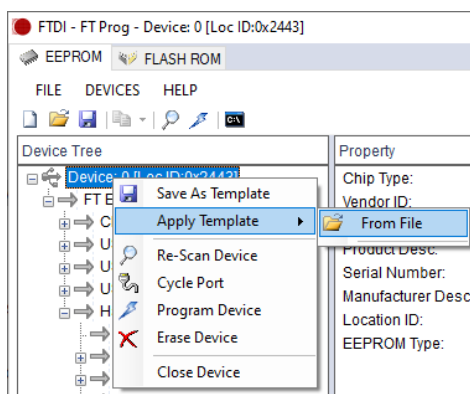 FTDI - FT Prog - Device: 0 [Loc ID:0x2443]
EEPROM
FLASH ROM
FILE DEVICES HELP
Device Tree
Property
Device: 0 [Loc ID:0x2443]
Chip Type:
Vendor ID:
Product Desc:
Serial Number:
Manufacturer Desc
Location ID:
EEPROM Type:
FT E
C
U
U
U
H
Save As Template
Apply Template
From File
Re-Scan Device
Cycle Port
Program Device
Erase Device
Close Device